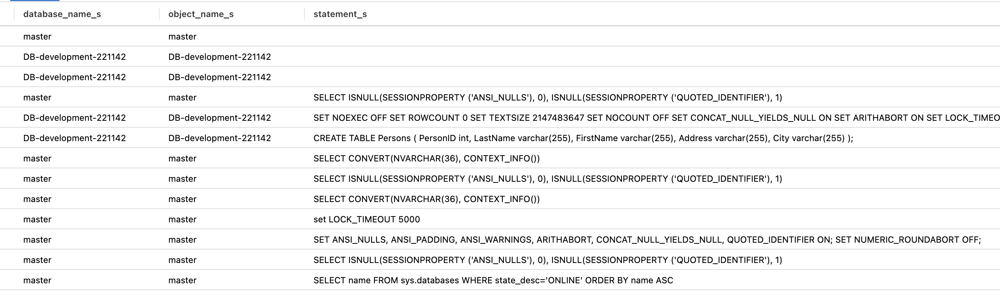 database_name_s object_name_s statement_s
master master
DB-development-221142 DB-development-221142
DB-development-221142 DB-development-221142
master master SELECT ISNULL(SESSIONPROPERTY ('ANSI_NULLS'), 0), ISNULL(SESSIONPROPERTY ('QUOTED_IDENTIFIER'), 1)
DB-development-221142 DB-development-221142 SET NOEXEC OFF SET ROWCOUNT 0 SET TEXTSIZE 2147483647 SET NOCOUNT OFF SET CONCAT_NULL_YIELDS_NULL ON SET ARITHABORT ON SET LOCK_TIMEO
DB-development-221142 DB-development-221142 CREATE TABLE Persons ( PersonID int, LastName varchar(255), FirstName varchar(255), Address varchar(255), City varchar(255) );
master master SELECT CONVERT(NVARCHAR(36), CONTEXT_INFO())
master master SELECT ISNULL(SESSIONPROPERTY ('ANSI_NULLS'), 0), ISNULL(SESSIONPROPERTY ('QUOTED_IDENTIFIER'), 1)
master master SELECT CONVERT(NVARCHAR(36), CONTEXT_INFO())
master master set LOCK_TIMEOUT 5000
master master SET ANSI_NULLS, ANSI_PADDING, ANSI_WARNINGS, ARITHABORT, CONCAT_NULL_YIELDS_NULL, QUOTED_IDENTIFIER ON; SET NUMERIC_ROUNDABORT OFF;
master master SELECT ISNULL(SESSIONPROPERTY ('ANSI_NULLS'), 0), ISNULL(SESSIONPROPERTY ('QUOTED_IDENTIFIER'), 1)
master master SELECT name FROM sys.databases WHERE state_desc='ONLINE' ORDER BY name ASC